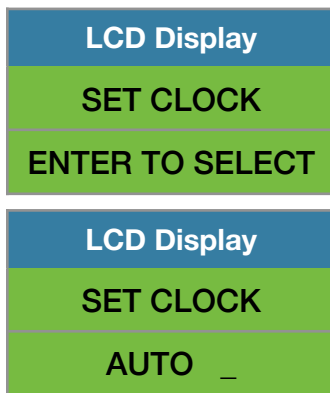 LCD Display
SET CLOCK
ENTER TO SELECT
LCD Display
SET CLOCK
AUTO _